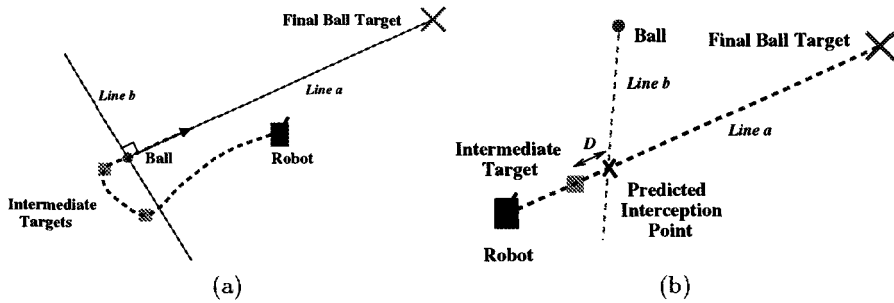 Final Ball Target
Line b
Line a
Ball
Robot
Intermediate
Targets
(a)
Ball
Final Ball Target
Line b
Line a
D
Intermediate
Target
Predicted
Interception
Point
Robot
(b)